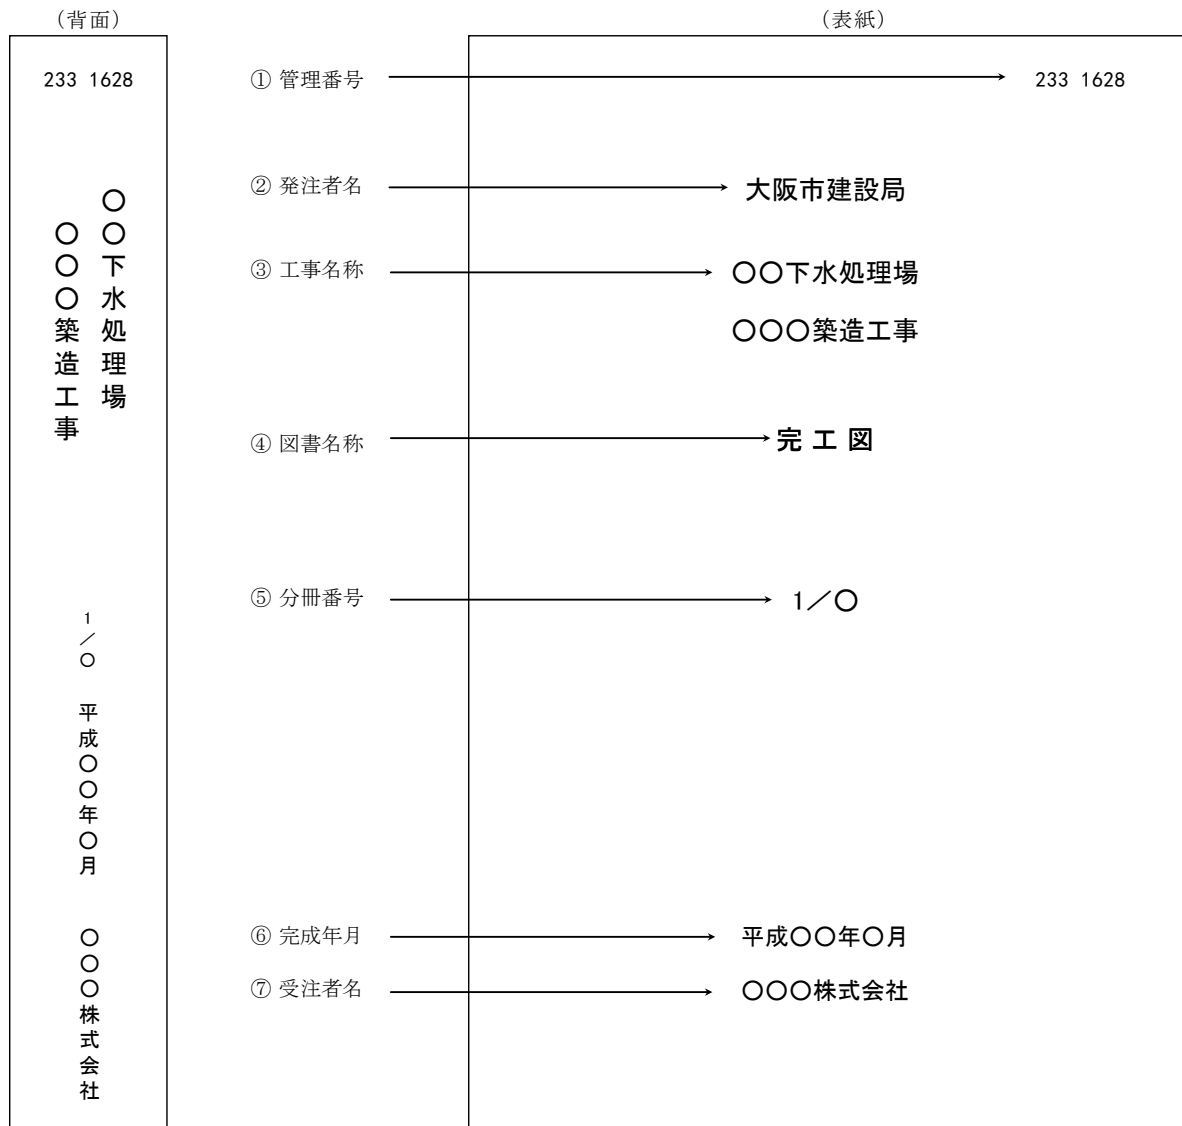 （背面）
233 1628
〇〇下水処理場
〇〇〇築造工事
1／〇
平成〇〇年〇月
〇〇〇株式会社
（表紙）
① 管理番号
233 1628
② 発注者名
大阪市建設局
③ 工事名称
〇〇下水処理場
〇〇〇築造工事
④ 図書名称
完 工 図
⑤ 分冊番号
1／〇
⑥ 完成年月
平成〇〇年〇月
⑦ 受注者名
〇〇〇株式会社